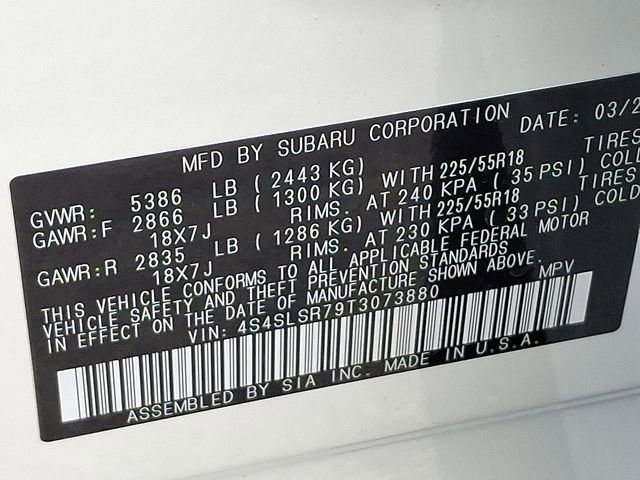 MFD BY SUBARU CORPORATION DATE: 03/2
GVWR: 5386 LB ( 2443 KG)
GAWR:F 2866 LB ( 1300 KG) WITH 225/55R18 TIRES
18X7J RIMS. AT 240 KPA ( 35 PSI) COL
GAWR:R 2835 LB ( 1286 KG) WITH 225/55R18 TIRES
18X7J RIMS. AT 230 KPA ( 33 PSI) COLD
THIS VEHICLE CONFORMS TO ALL APPLICABLE FEDERAL MOTOR
VEHICLE SAFETY AND THEFT PREVENTION STANDARDS
IN EFFECT ON THE DATE OF MANUFACTURE SHOWN ABOVE.
VIN: 4S4SLSR79T3073880 MPV
ASSEMBLED BY SIA INC. MADE IN U.S.A.